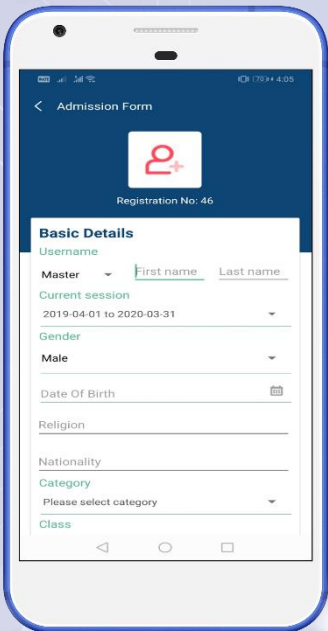 4:05
Admission Form
Registration No: 46
Basic Details
Username
Master First name Last name
Current session
2019-04-01 to 2020-03-31
Gender
Male
Date Of Birth
Religion
Nationality
Category
Please select category
Class